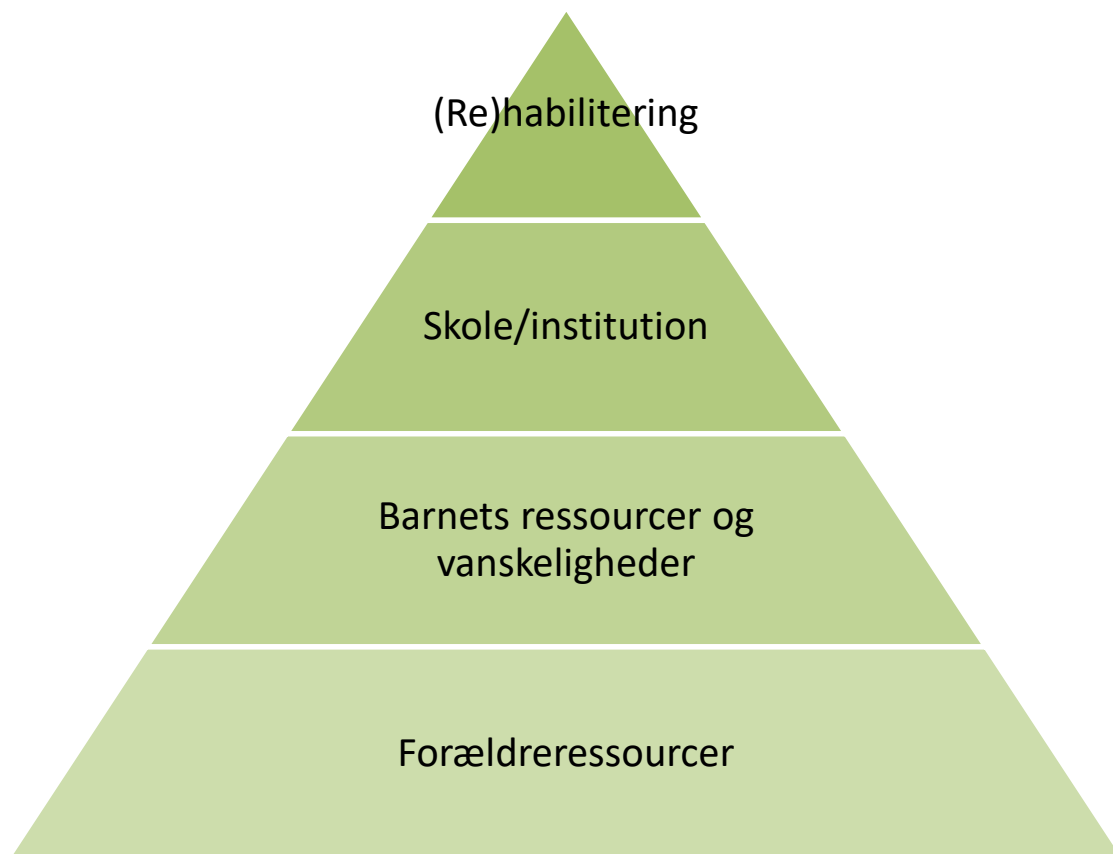 (Re)habilitering
Skole/institution
Barnets ressourcer og
vanskeligheder
Forældreressourcer